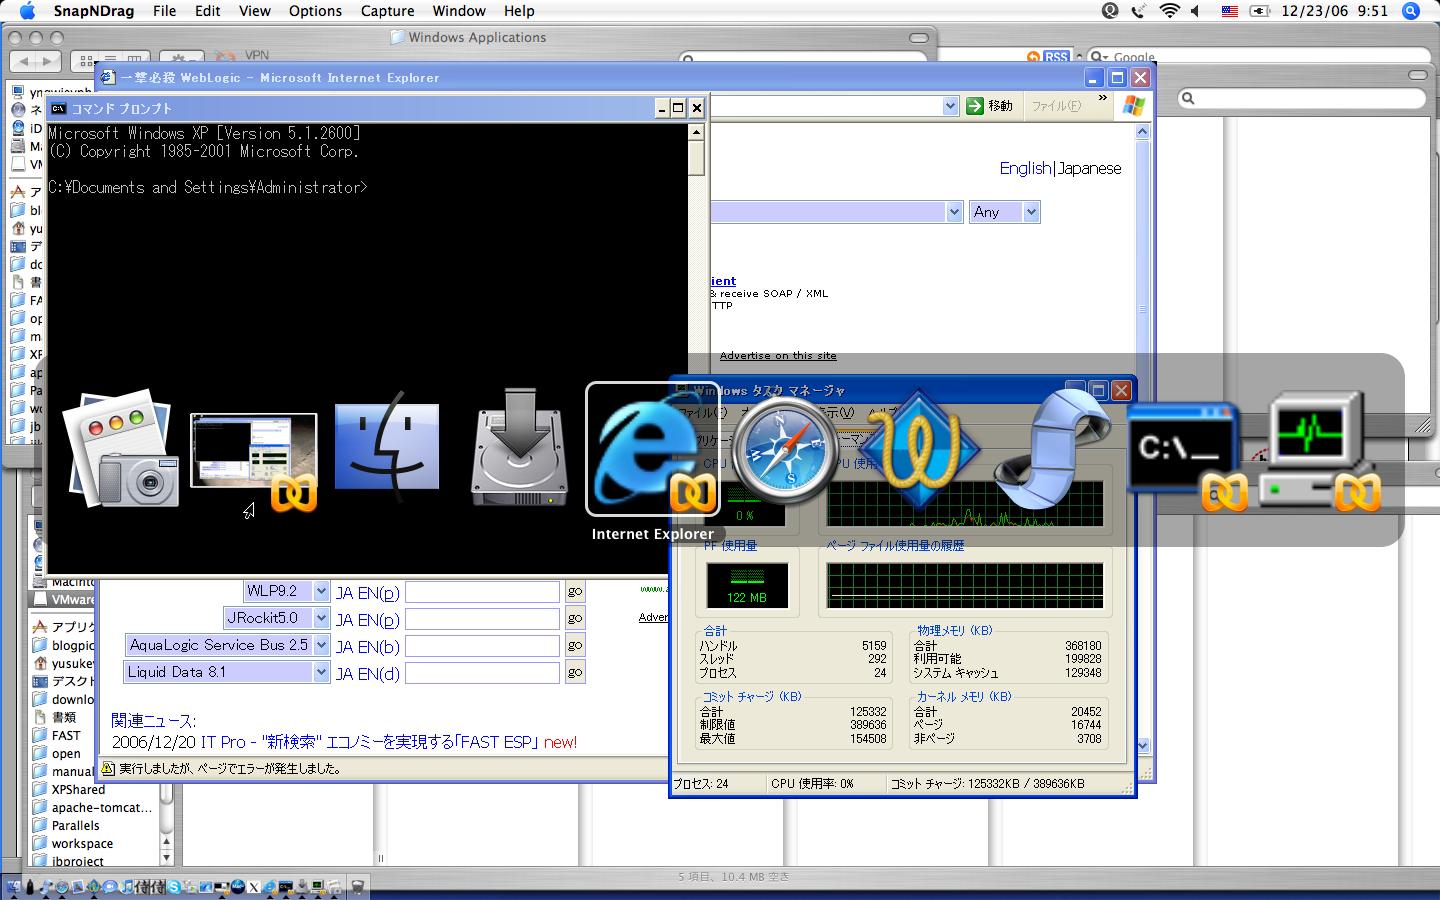 SnapNDrag File Edit View Options Capture Window Help 12/23/06 9:51
Windows Applications
VPN
RSS Google
一撃必殺 WebLogic - Microsoft Internet Explorer
コマンド プロンプト
移動 ファイル(F) »
Microsoft Windows XP [Version 5.1.2600]
(C) Copyright 1985-2001 Microsoft Corp.
C:¥Documents and Settings¥Administrator>
English|Japanese
Any
ient
& receive SOAP / XML
TTP
Advertise on this site
Windows タスク マネージャ
C:\_
Internet Explorer
0 %
PF 使用量
ページ ファイル使用量の履歴
122 MB
合計
ハンドル 5159
スレッド 292
プロセス 24
物理メモリ (KB)
合計 368180
利用可能 199828
システム キャッシュ 129348
コミット チャージ (KB)
合計 125332
制限値 389636
最大値 154508
カーネル メモリ (KB)
合計 20452
ページ 16744
非ページ 3708
プロセス: 24 CPU 使用率: 0% コミット チャージ: 125332KB / 389636KB
WLP9.2 JA EN(p) go
JRockit5.0 JA EN(p) go
AquaLogic Service Bus 2.5 JA EN(b) go
Liquid Data 8.1 JA EN(d) go
関連ニュース:
2006/12/20 IT Pro - "新検索" エコノミーを実現する「FAST ESP」 new!
実行しましたが、ページでエラーが発生しました。
Macinto
VMware
アプリケ
blogpic
yusuke
デスクト
downlo
書類
FAST
open
manual
XPShared
apache-tomcat...
Parallels
workspace
jbproject
5 項目、10.4 MB 空き